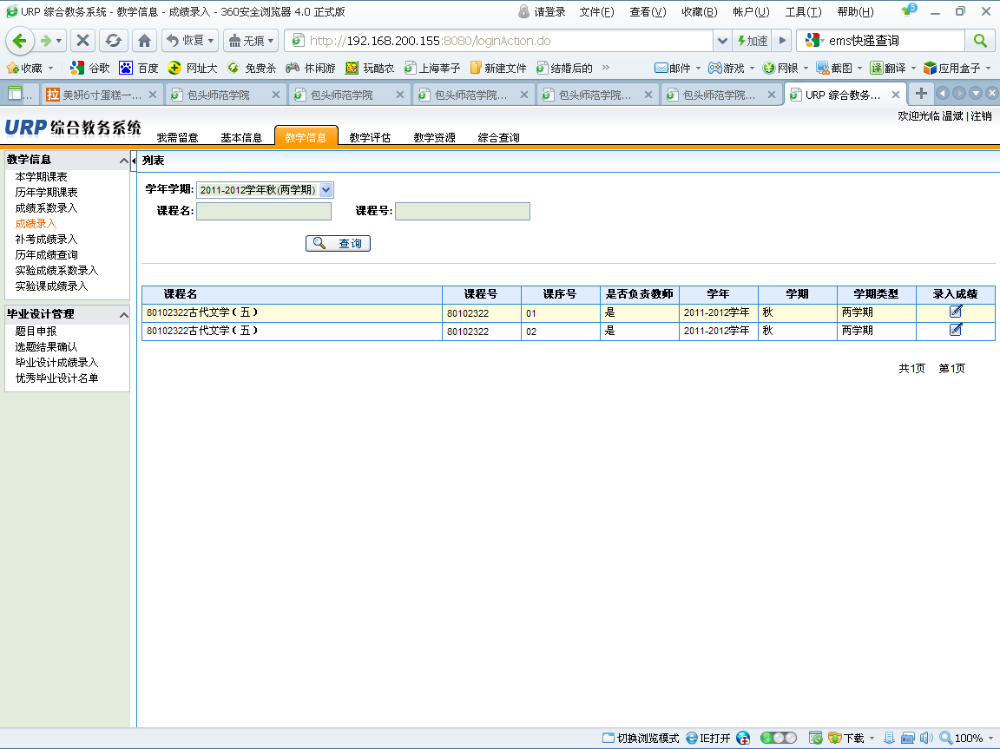 URP 综合教务系统 - 教学信息 - 成绩录入 - 360安全浏览器 4.0 正式版 请登录 文件(F) 查看(V) 收藏(B) 帐户(U) 工具(T) 帮助(H) 5
恢复 无痕 http://192.168.200.155:8080/loginAction.do 加速 ems快递查询
收藏 谷歌 百度 网址大 免费杀 休闲游 玩酷农 上海莘子 新建文件 结婚后的 » 邮件 游戏 网银 截图 译 翻译 应用盒子
... 拉 美妍6寸蛋糕一... 包头师范学院 包头师范学院 包头师范学院... 包头师范学院... 包头师范学院... URP 综合教务...
欢迎光临 温斌 | 注销
URP 综合教务系统 我需留意 基本信息 教学信息 教学评估 教学资源 综合查询
教学信息
本学期课表
历年学期课表
成绩系数录入
成绩录入
补考成绩录入
历年成绩查询
实验成绩系数录入
实验课成绩录入
毕业设计管理
题目申报
选题结果确认
毕业设计成绩录入
优秀毕业设计名单
列表
学年学期: 2011-2012学年秋(两学期)
课程名: 课程号:
查询
课程名 课程号 课序号 是否负责教师 学年 学期 学期类型 录入成绩
80102322古代文学（五） 80102322 01 是 2011-2012学年 秋 两学期
80102322古代文学（五） 80102322 02 是 2011-2012学年 秋 两学期
共1页 第1页
切换浏览模式 IE打开 下载 100%